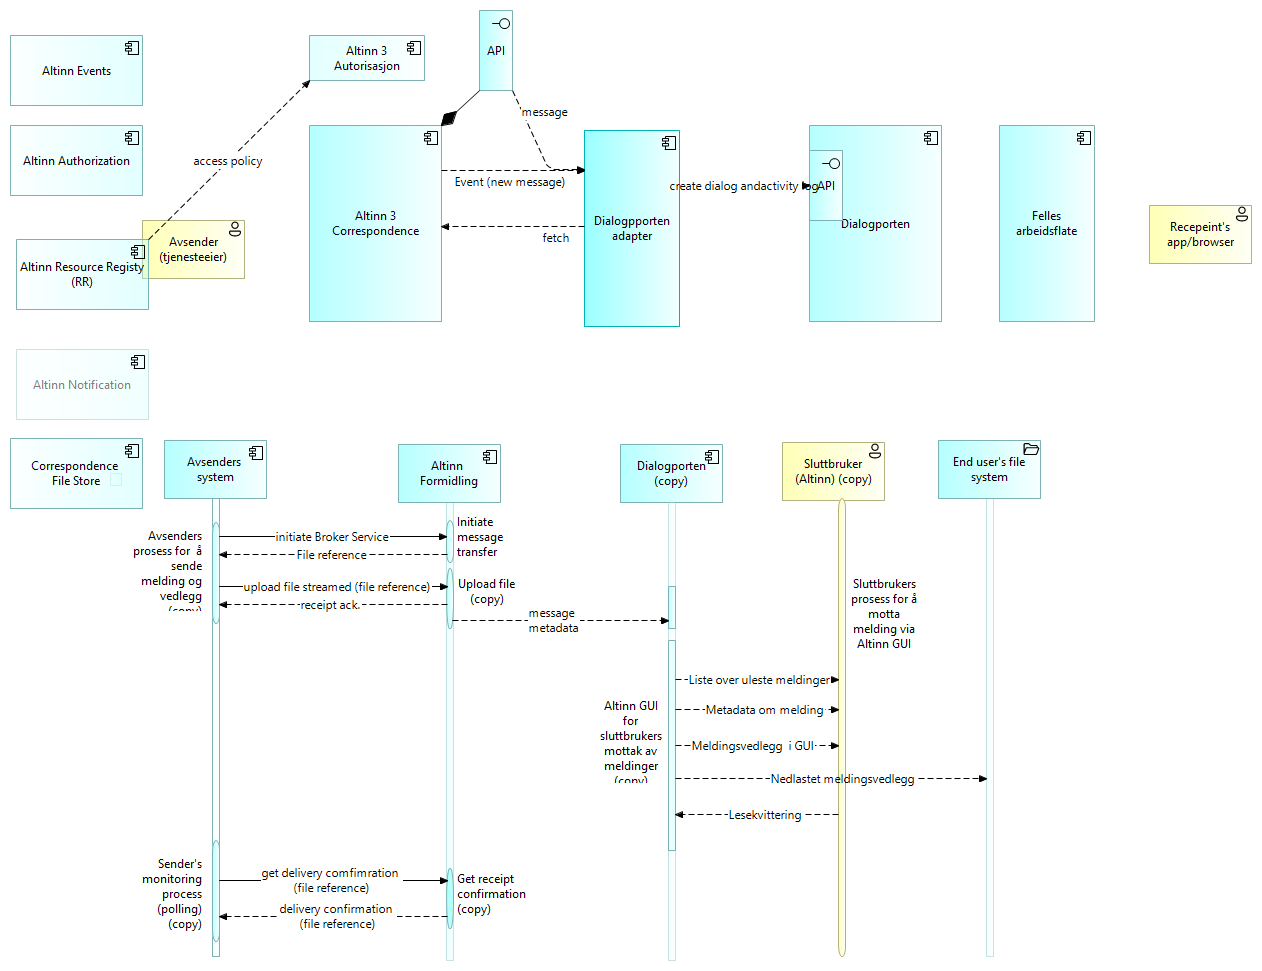 Altinn Events
Altinn 3
Autorisasjon
API
message
Altinn Authorization
access policy
Avsender
(tjenesteeier)
Altinn Resource Registy
(RR)
Altinn 3
Correspondence
Event (new message)
fetch
Dialogpporten
adapter
create dialog andactivity log
API
Dialogporten
Felles
arbeidsflate
Recepeint's
app/browser
Altinn Notification
Correspondence
File Store
Avsenders
system
Altinn
Formidling
Dialogporten
(copy)
Sluttbruker
(Altinn) (copy)
End user's file
system
Avsenders
prosess for å
sende
melding og
vedlegg
(copy)
initiate Broker Service
File reference
Initiate
message
transfer
upload file streamed (file reference)
receipt ack.
Upload file
(copy)
message
metadata
Sluttbrukers
prosess for å
motta
melding via
Altinn GUI
Liste over uleste meldinger
Metadata om melding
Meldingsvedlegg i GUI
Nedlastet meldingsvedlegg
Lesekvittering
Altinn GUI
for
sluttbrukers
mottak av
meldinger
(copy)
Sender's
monitoring
process
(polling)
(copy)
get delivery comfimration
(file reference)
delivery confirmation
(file reference)
Get receipt
confirmation
(copy)